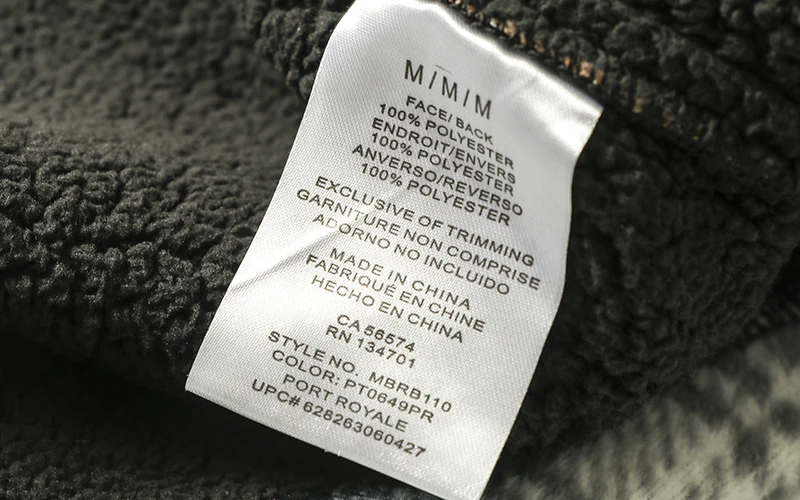 M/M/M
FACE/ BACK
100% POLYESTER
ENDROIT/ENVERS
100% POLYESTER
ANVERSO/REVERSO
100% POLYESTER
EXCLUSIVE OF TRIMMING
GARNITURE NON COMPRISE
ADORNO NO INCLUIDO
MADE IN CHINA
FABRIQUÉ EN CHINE
HECHO EN CHINA
CA 56574
RN 134701
STYLE NO. MBRB110
COLOR: PT0649PR
PORT ROYALE
UPC# 628263060427